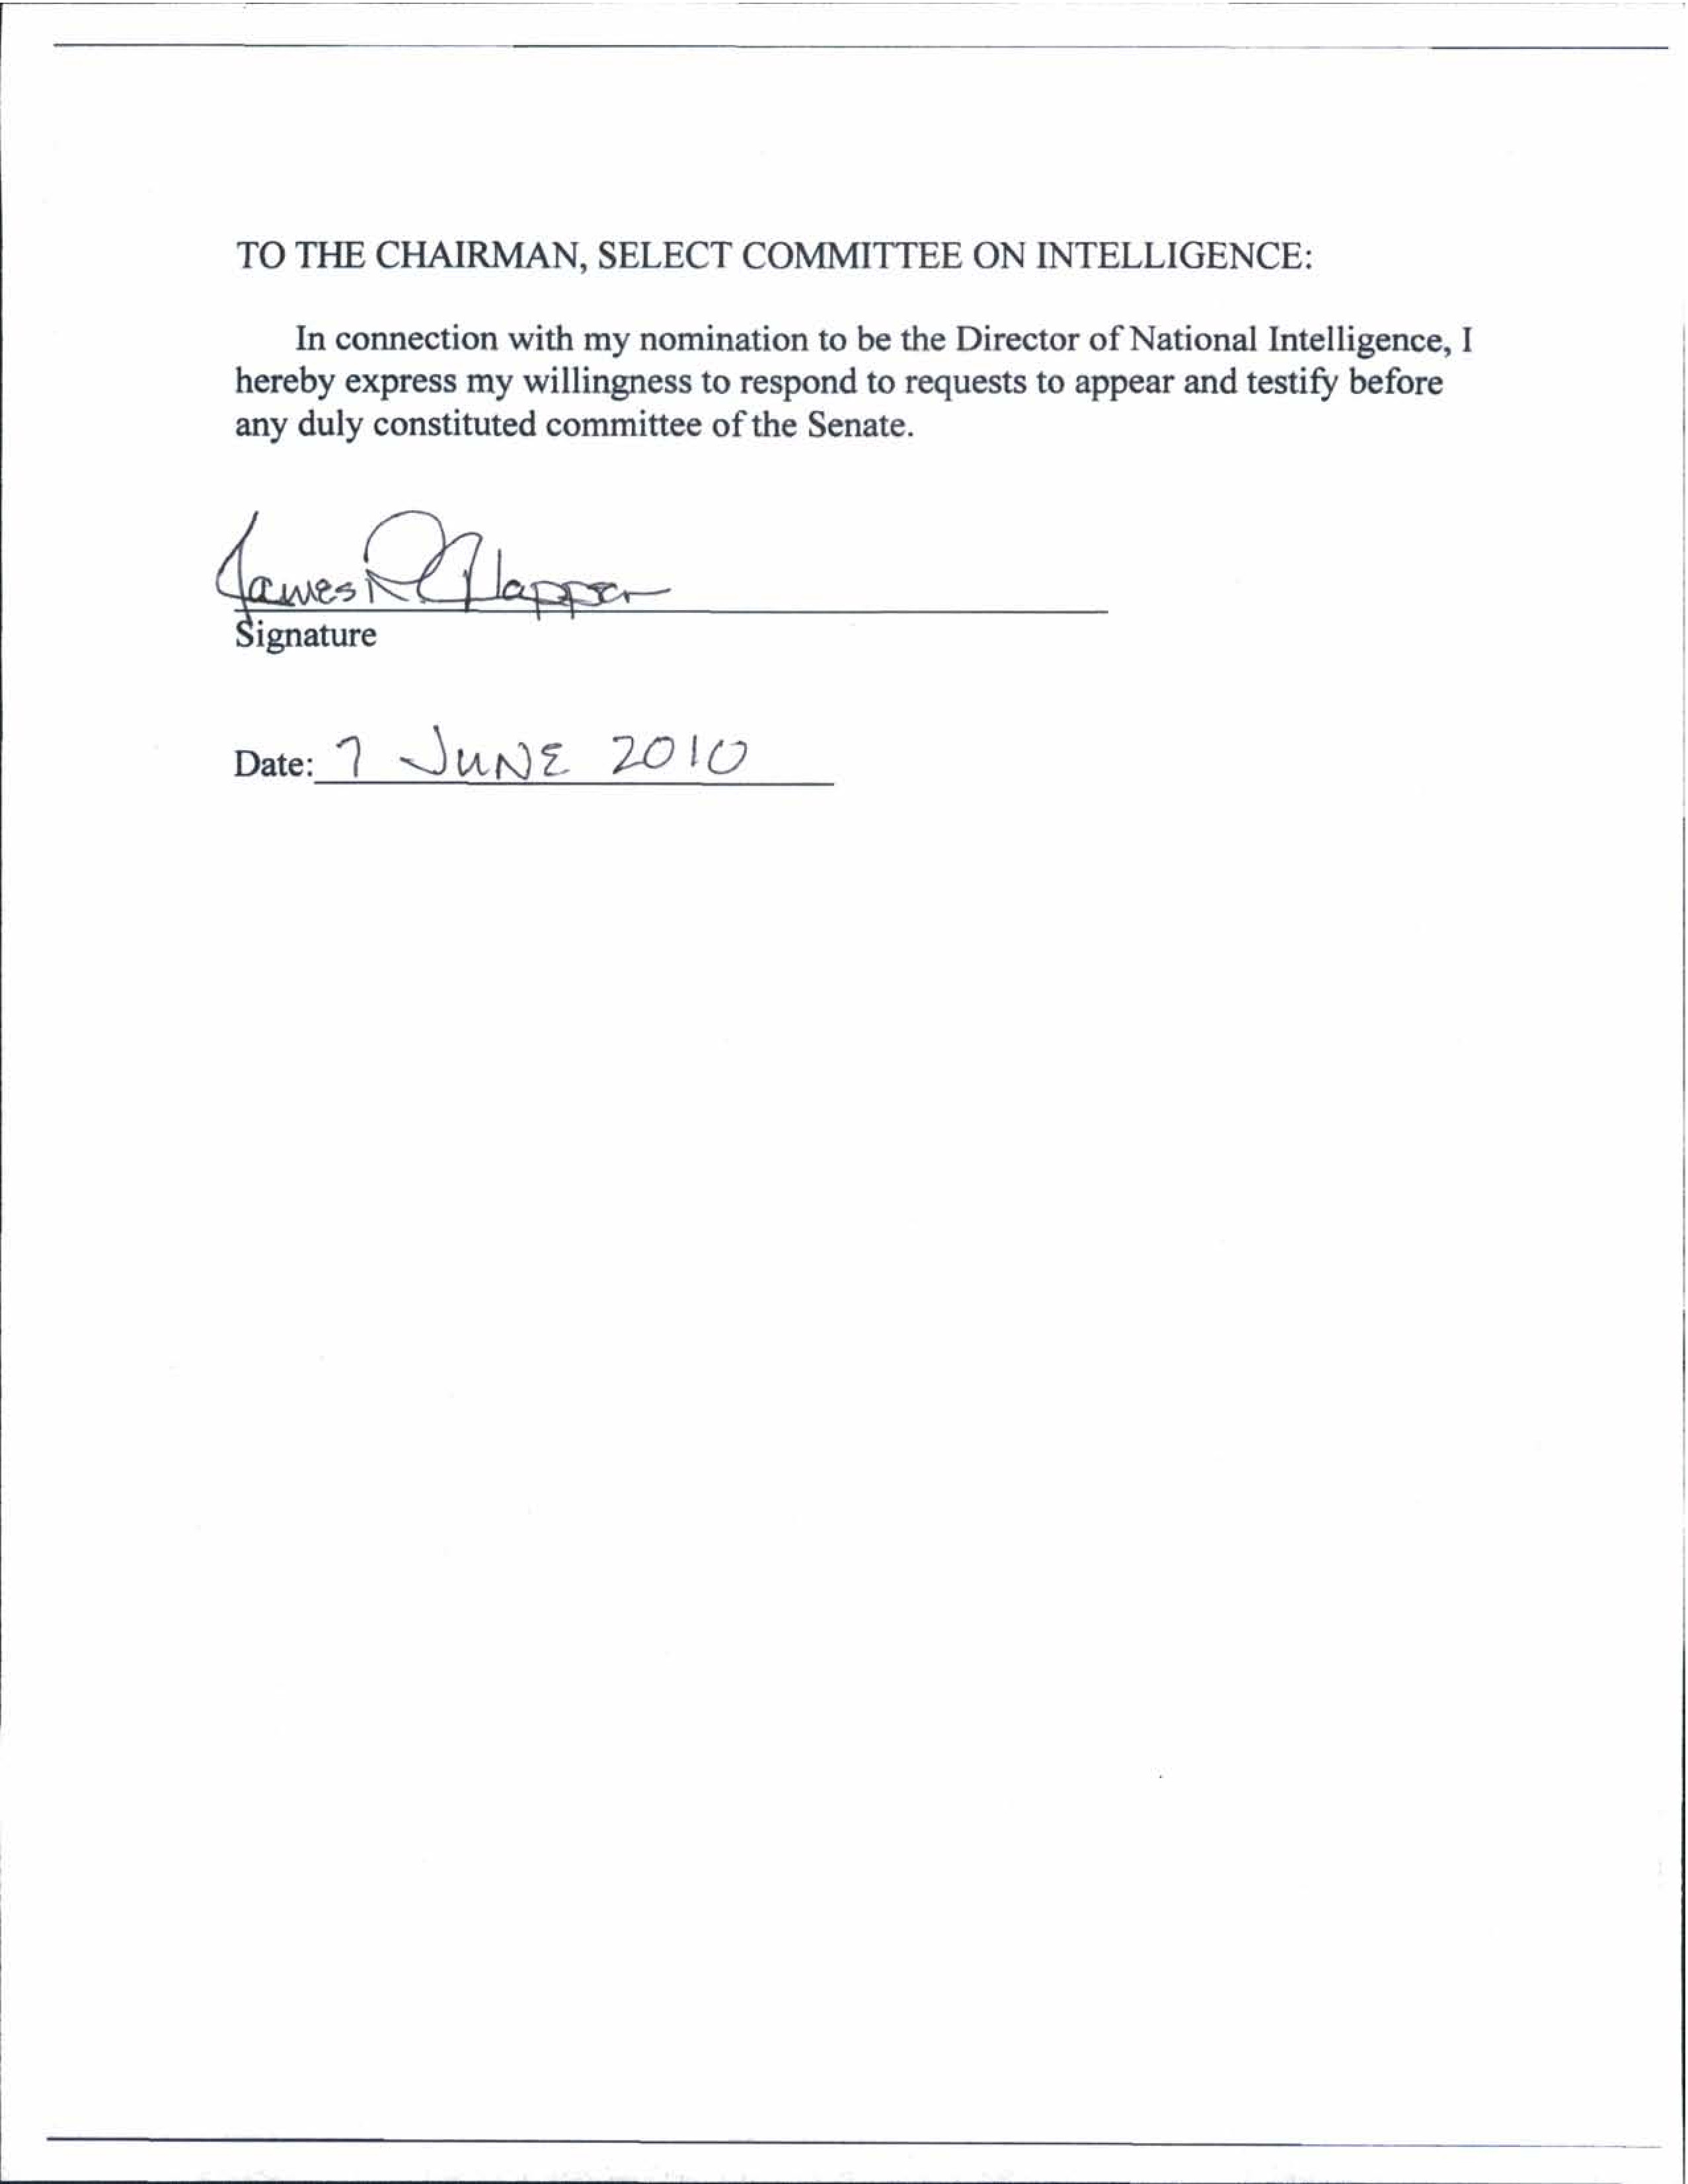 TO THE CHAIRMAN, SELECT COMMITTEE ON INTELLIGENCE:
In connection with my nomination to be the Director of National Intelligence, I
hereby express my willingness to respond to requests to appear and testify before
any duly constituted committee of the Senate.
James R Clapper
Signature
Date: 7 JUNE 2010